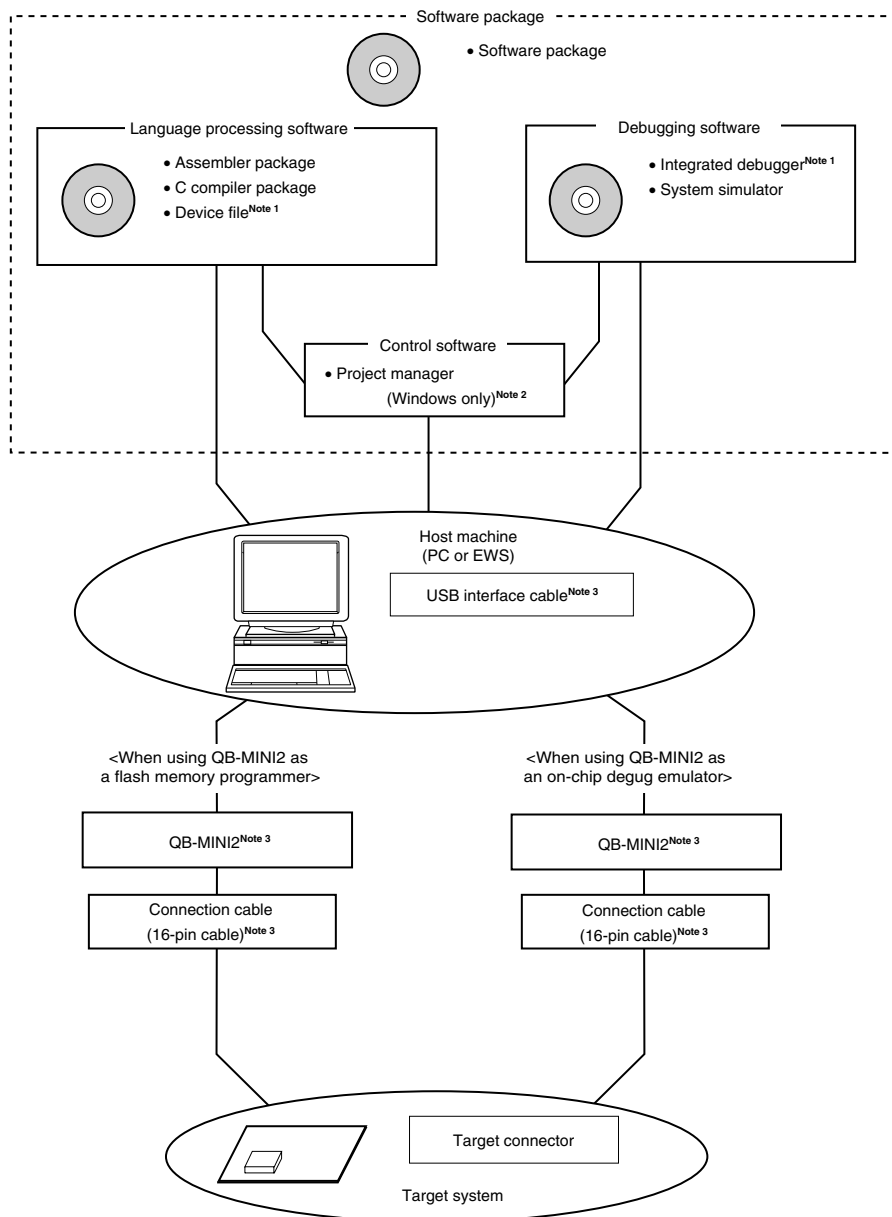 Software package
• Software package
Language processing software
• Assembler package
• C compiler package
• Device fileNote 1
Debugging software
• Integrated debuggerNote 1
• System simulator
Control software
• Project manager
(Windows only)Note 2
Host machine
(PC or EWS)
USB interface cableNote 3
<When using QB-MINI2 as
a flash memory programmer>
<When using QB-MINI2 as
an on-chip degug emulator>
QB-MINI2Note 3
QB-MINI2Note 3
Connection cable
(16-pin cable)Note 3
Connection cable
(16-pin cable)Note 3
Target connector
Target system